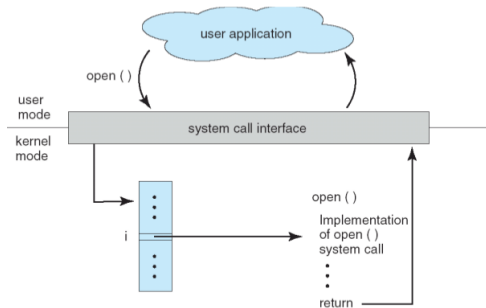 user application
open ( )
user
mode
system call interface
kernel
mode
open ( )
i
Implementation
of open ( )
system call
return